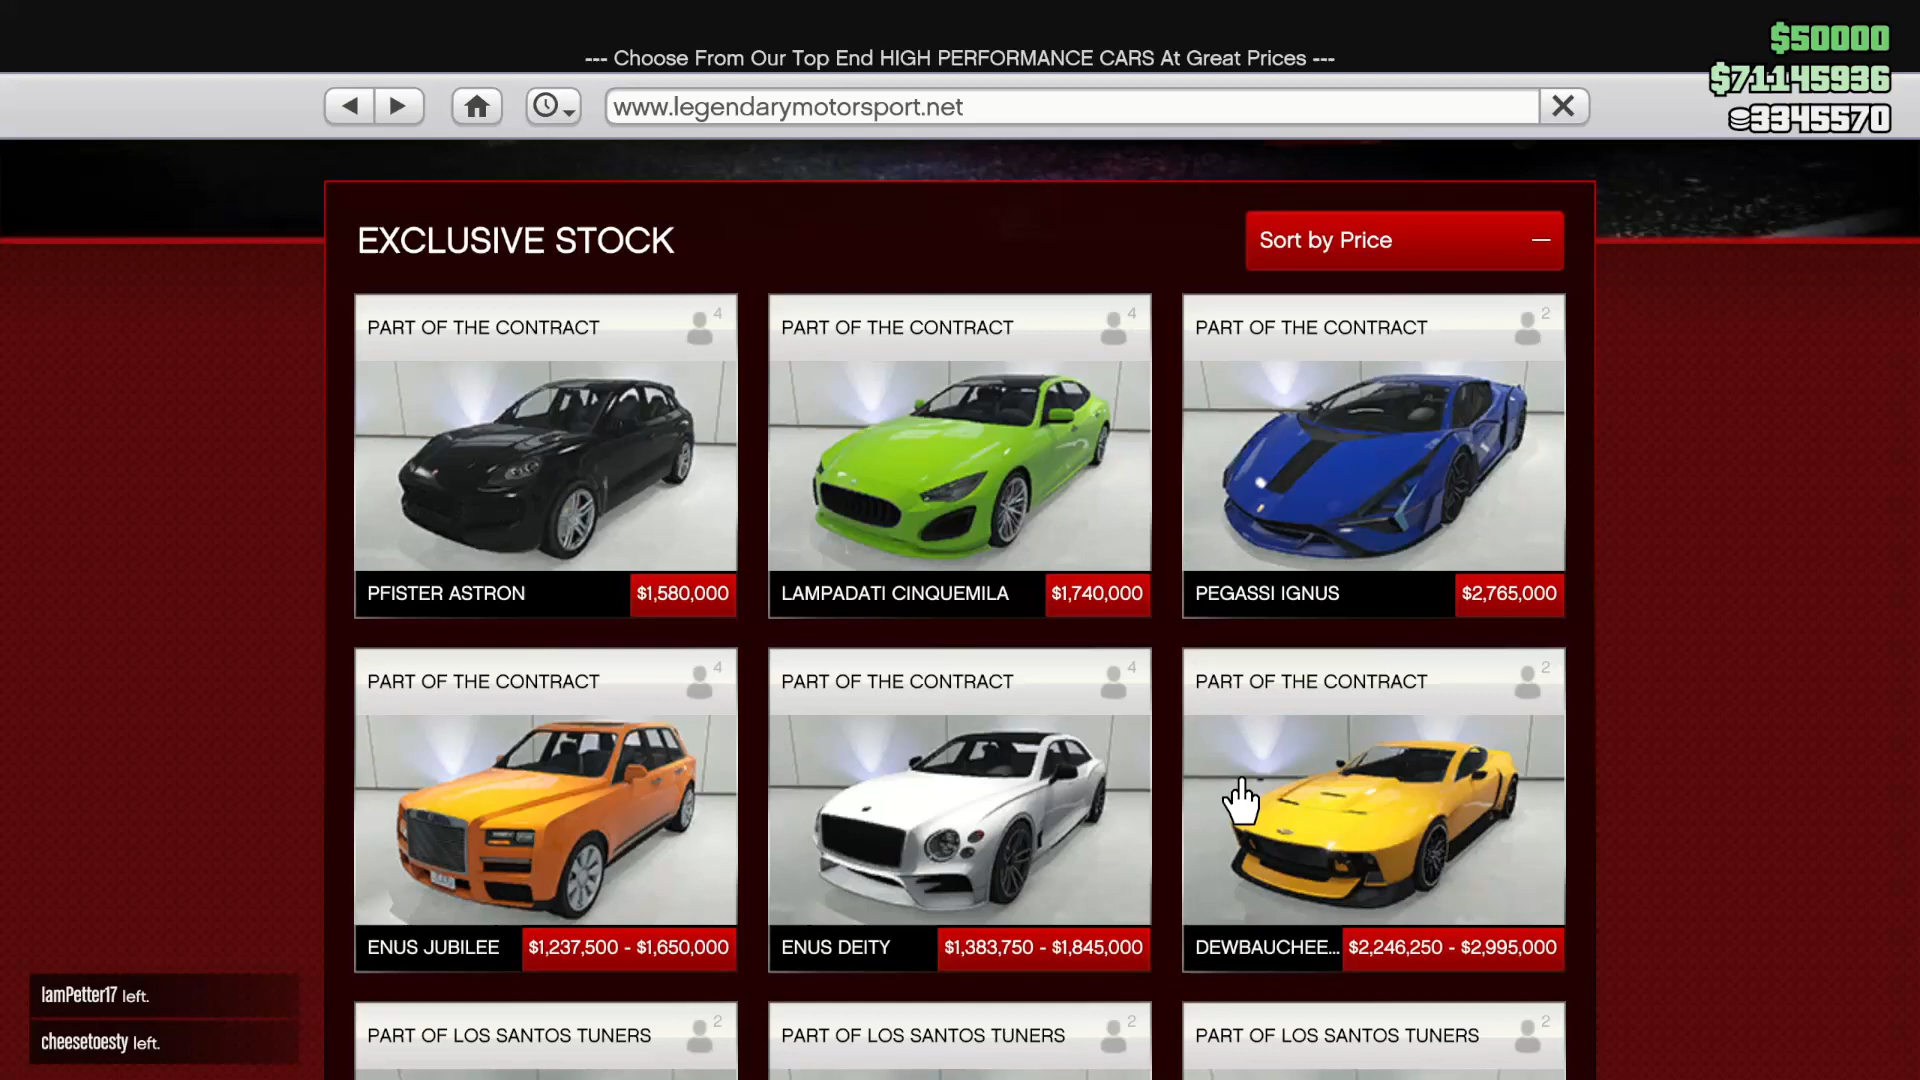 $50000
--- Choose From Our Top End HIGH PERFORMANCE CARS At Great Prices ---
$71145936
www.legendarymotorsport.net
3345570
EXCLUSIVE STOCK
Sort by Price
PART OF THE CONTRACT 4
PART OF THE CONTRACT 4
PART OF THE CONTRACT 2
PFISTER ASTRON $1,580,000
LAMPADATI CINQUEMILA $1,740,000
PEGASSI IGNUS $2,765,000
PART OF THE CONTRACT 4
PART OF THE CONTRACT 4
PART OF THE CONTRACT 2
ENUS JUBILEE $1,237,500 - $1,650,000
ENUS DEITY $1,383,750 - $1,845,000
DEWBAUCHEE... $2,246,250 - $2,995,000
IamPetter17 left.
cheesetoesty left.
PART OF LOS SANTOS TUNERS 2
PART OF LOS SANTOS TUNERS 2
PART OF LOS SANTOS TUNERS 2